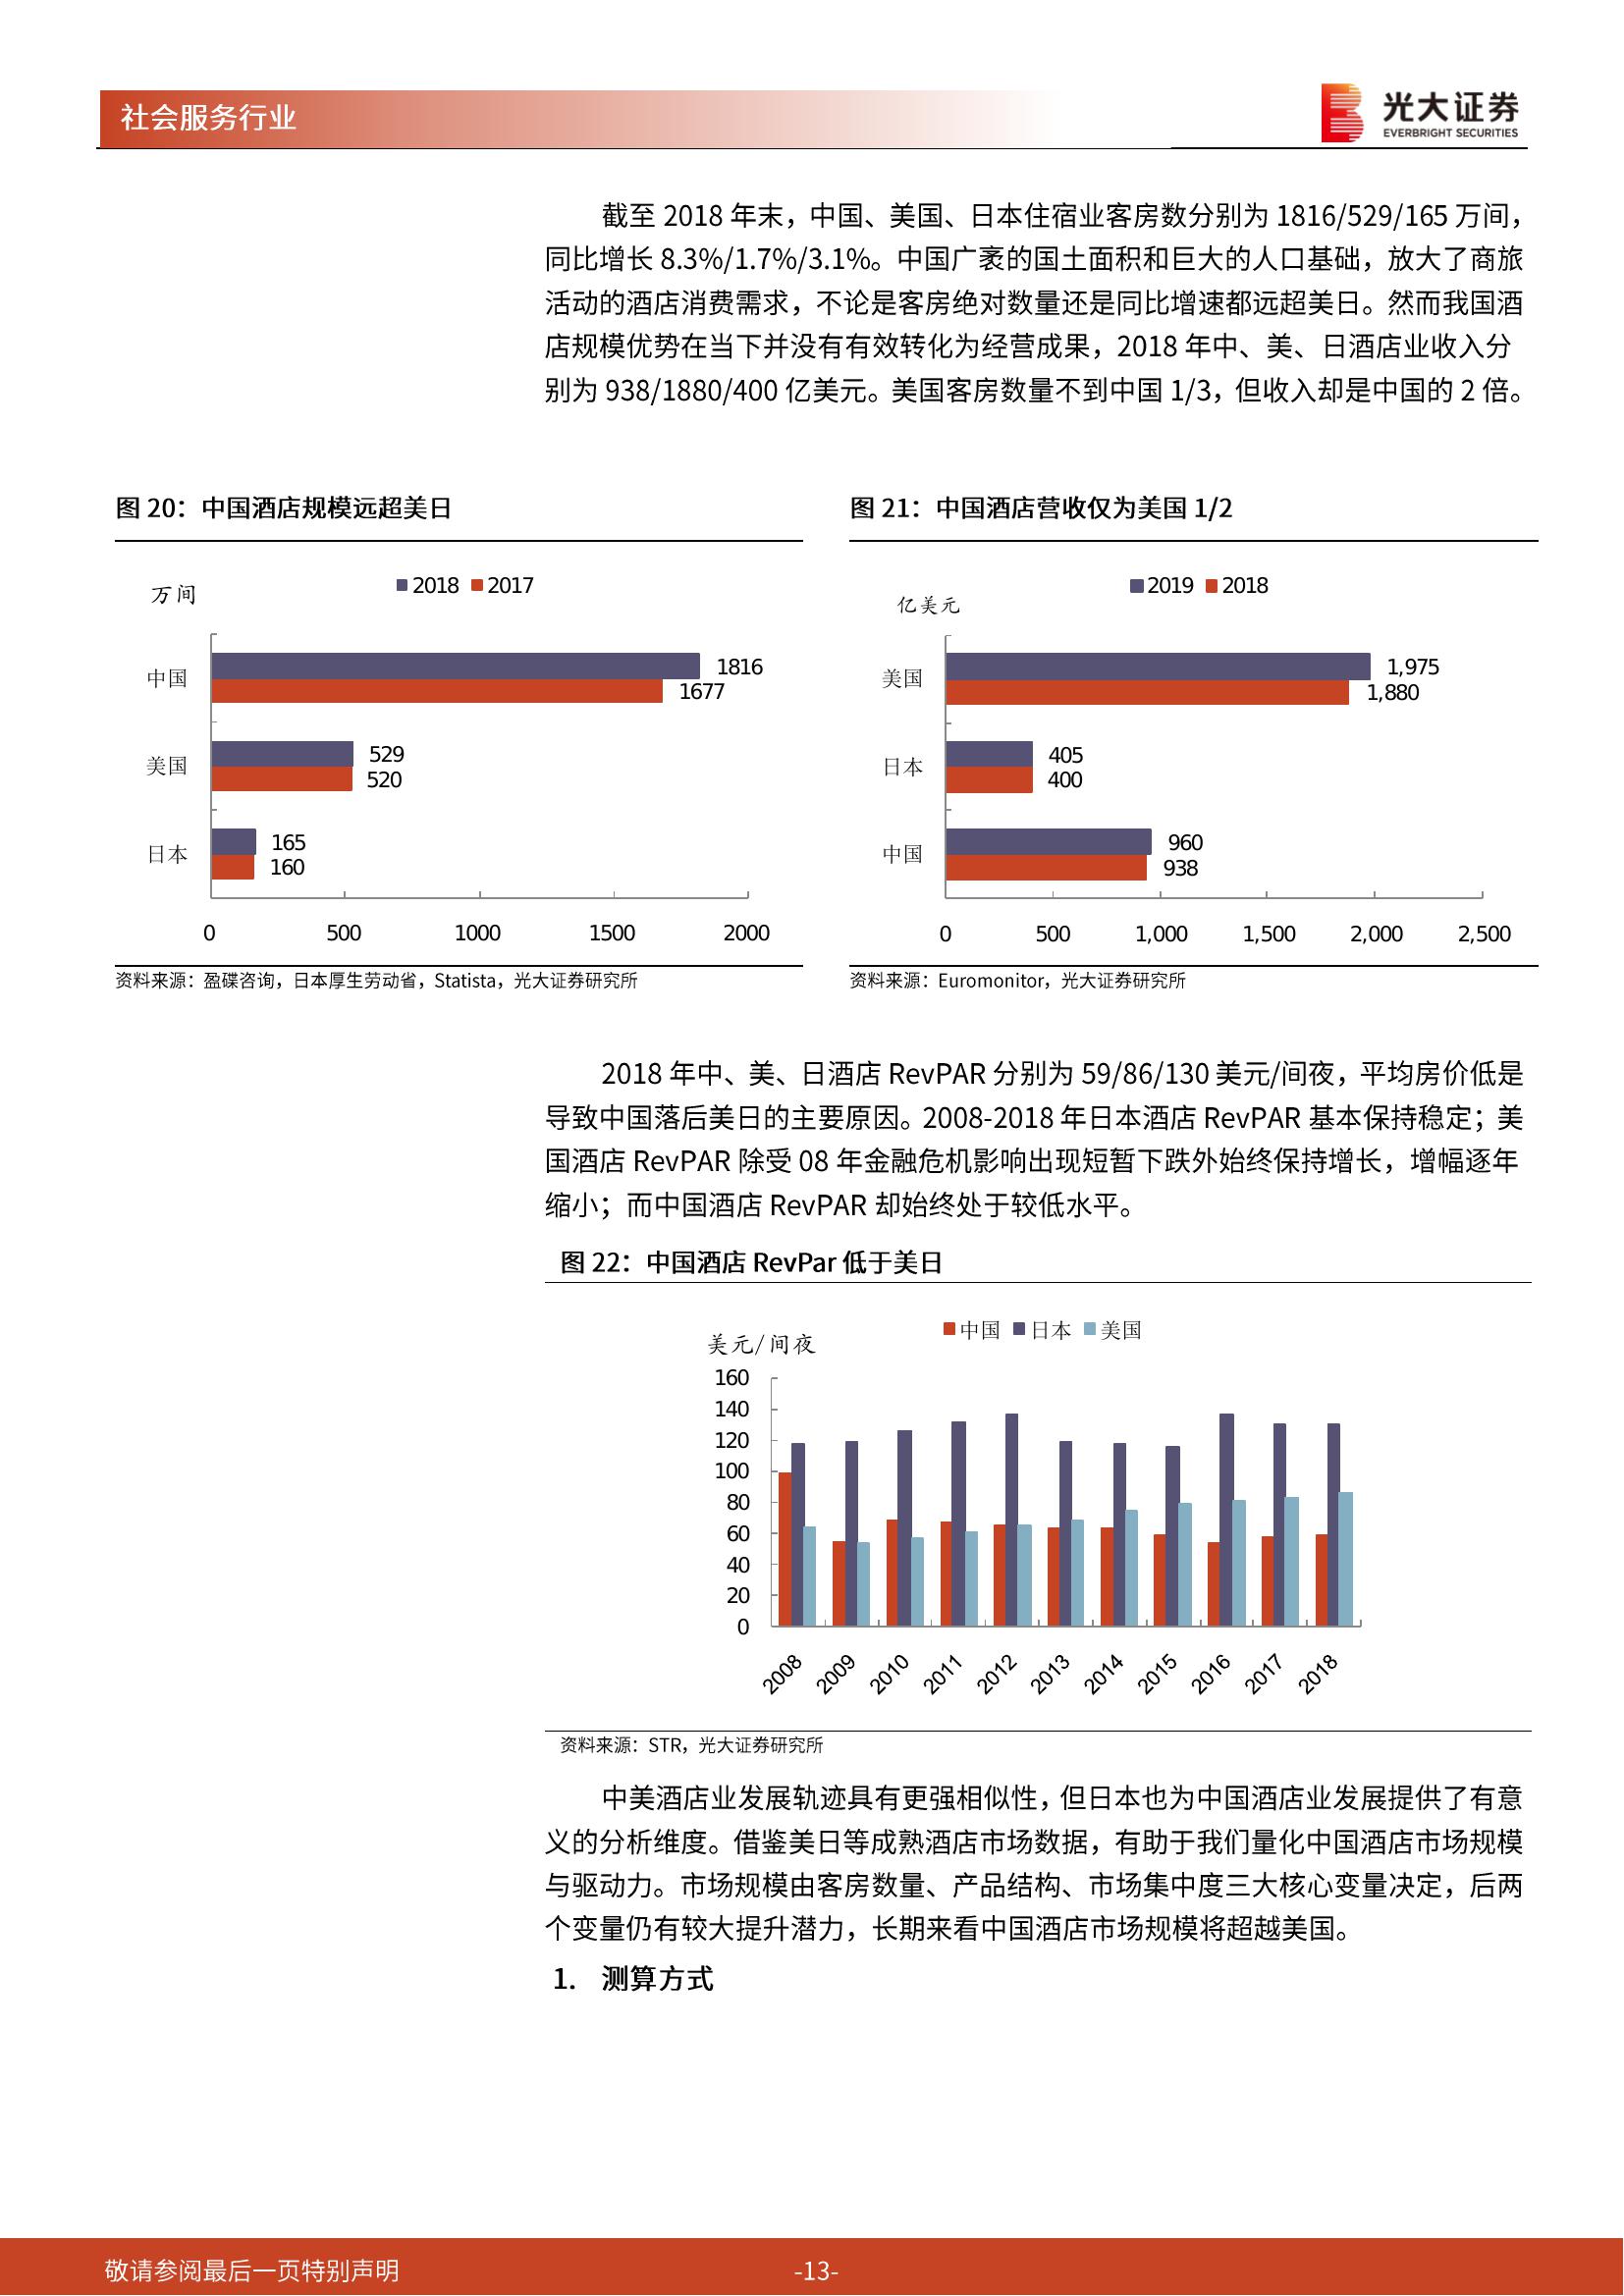 社会服务行业
光大证券
EVERBRIGHT SECURITIES
截至 2018 年末，中国、美国、日本住宿业客房数分别为 1816/529/165 万间，
同比增长 8.3%/1.7%/3.1%。中国广袤的国土面积和巨大的人口基础，放大了商旅
活动的酒店消费需求，不论是客房绝对数量还是同比增速都远超美日。然而我国酒
店规模优势在当下并没有有效转化为经营成果，2018 年中、美、日酒店业收入分
别为 938/1880/400 亿美元。美国客房数量不到中国 1/3，但收入却是中国的 2 倍。
图 20：中国酒店规模远超美日
万间
2018 2017
中国
1816
1677
美国
529
520
日本
165
160
0 500 1000 1500 2000
资料来源：盈碟咨询，日本厚生劳动省，Statista，光大证券研究所
图 21：中国酒店营收仅为美国 1/2
亿美元
2019 2018
美国
1,975
1,880
日本
405
400
中国
960
938
0 500 1,000 1,500 2,000 2,500
资料来源：Euromonitor，光大证券研究所
2018 年中、美、日酒店 RevPAR 分别为 59/86/130 美元/间夜，平均房价低是
导致中国落后美日的主要原因。2008-2018 年日本酒店 RevPAR 基本保持稳定；美
国酒店 RevPAR 除受 08 年金融危机影响出现短暂下跌外始终保持增长，增幅逐年
缩小；而中国酒店 RevPAR 却始终处于较低水平。
图 22：中国酒店 RevPar 低于美日
中国 日本 美国
美元/间夜
160
140
120
100
80
60
40
20
0
2008 2009 2010 2011 2012 2013 2014 2015 2016 2017 2018
资料来源：STR，光大证券研究所
中美酒店业发展轨迹具有更强相似性，但日本也为中国酒店业发展提供了有意
义的分析维度。借鉴美日等成熟酒店市场数据，有助于我们量化中国酒店市场规模
与驱动力。市场规模由客房数量、产品结构、市场集中度三大核心变量决定，后两
个变量仍有较大提升潜力，长期来看中国酒店市场规模将超越美国。
1. 测算方式
敬请参阅最后一页特别声明
-13-